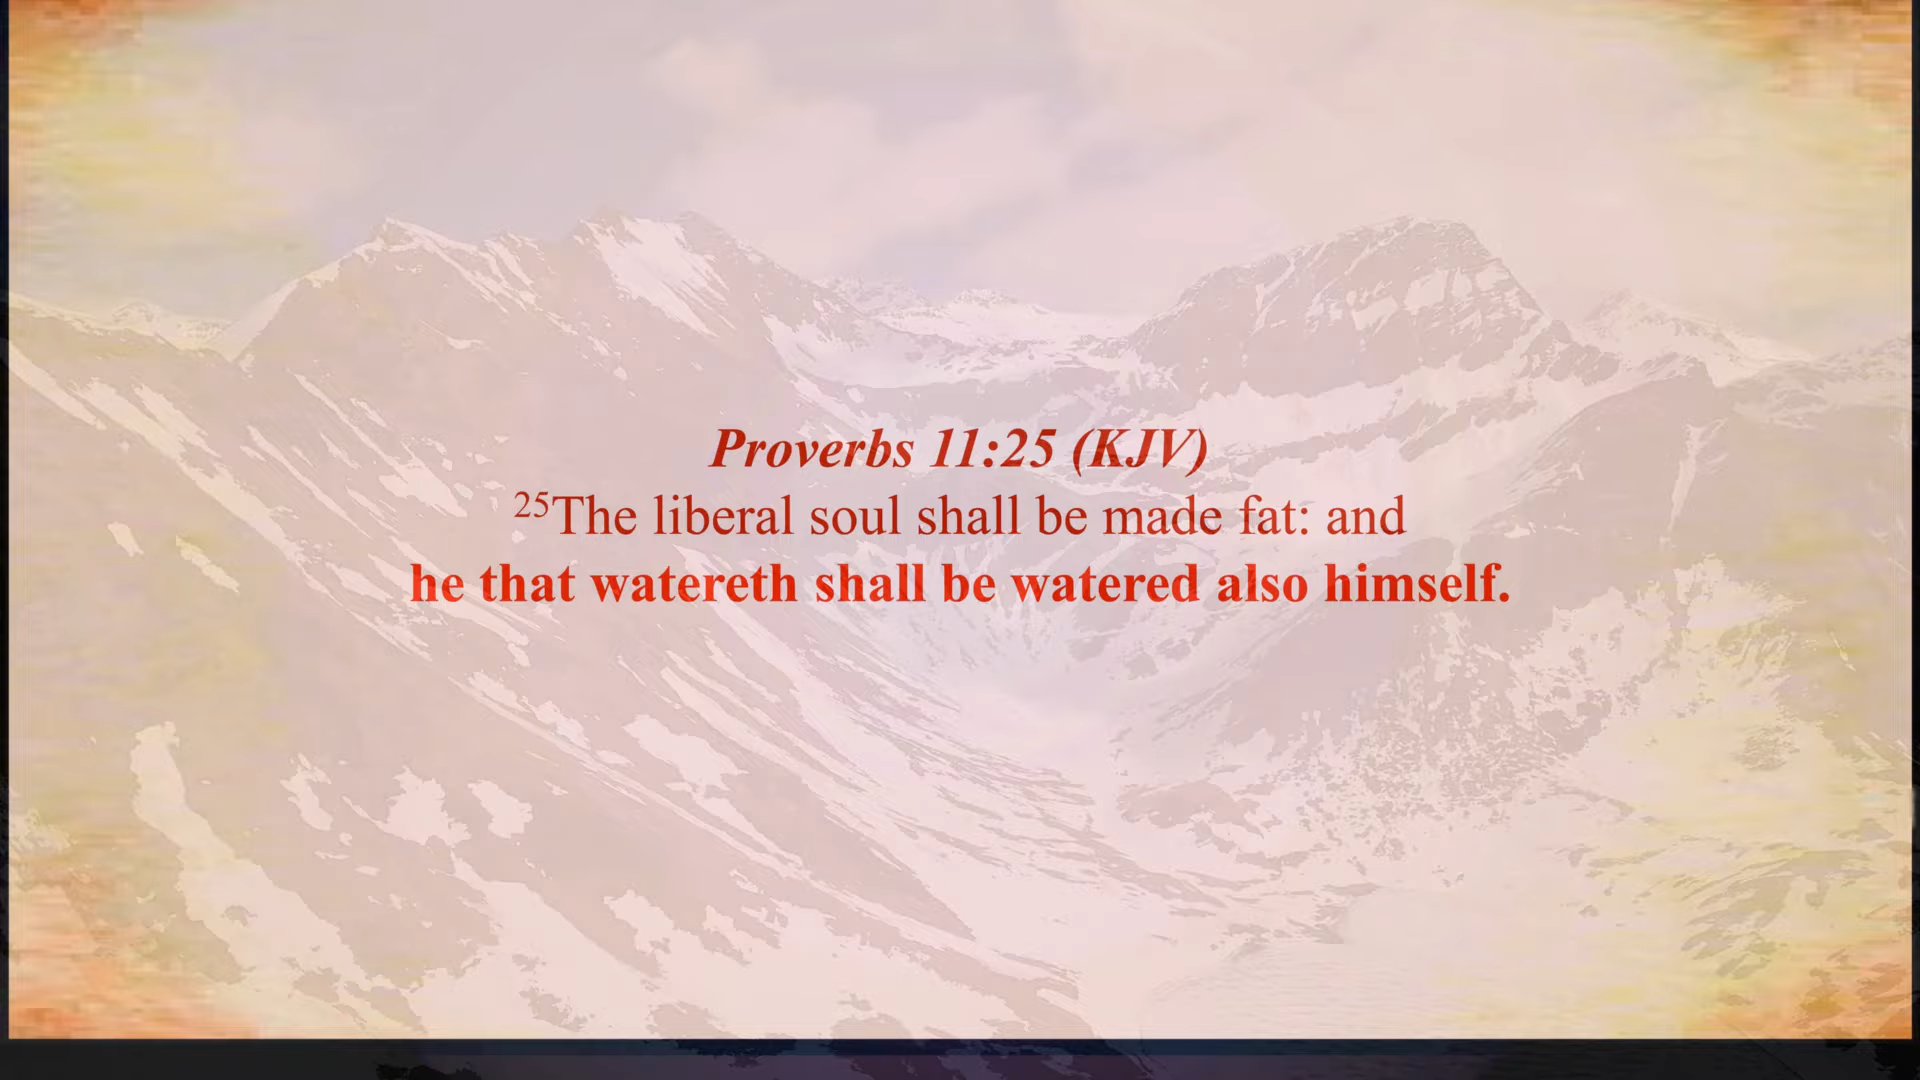 Proverbs 11:25 (KJV)
25The liberal soul shall be made fat: and
he that watereth shall be watered also himself.